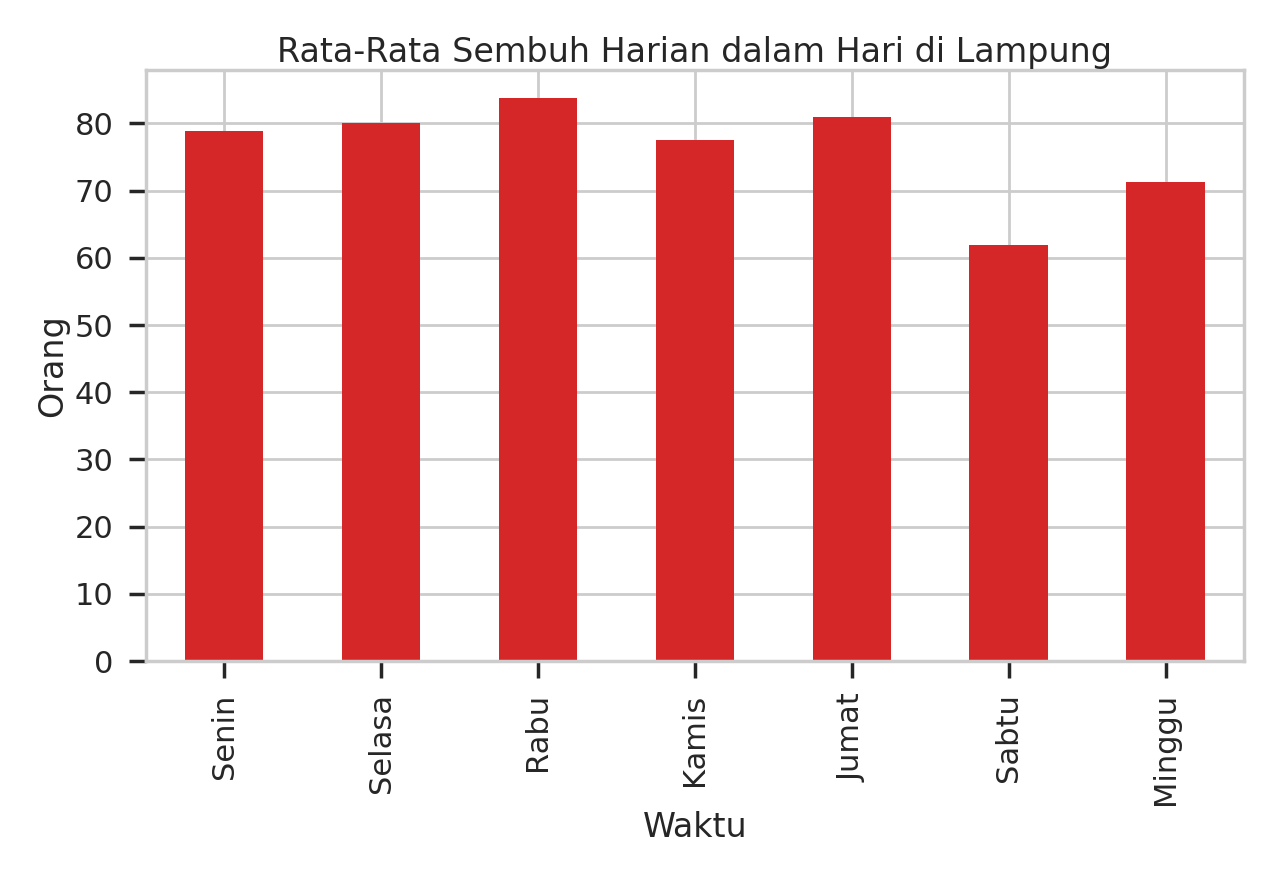 Rata-Rata Sembuh Harian dalam Hari di Lampung
Orang
80
70
60
50
40
30
20
10
0
Senin
Selasa
Rabu
Kamis
Jumat
Sabtu
Minggu
Waktu